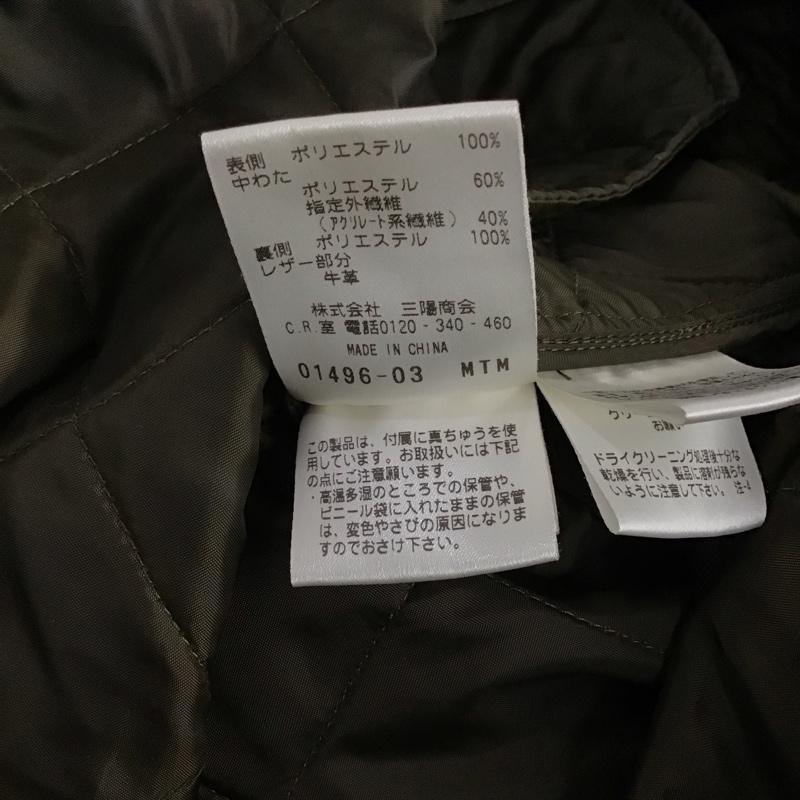 表側 ポリエステル 100%
中わた
ポリエステル 60%
指定外繊維
(アクリレート系繊維) 40%
裏側 ポリエステル 100%
レザー部分
牛革
株式会社 三陽商会
C.R.室 電話0120-340-460
MADE IN CHINA
01496-03 MTM
この製品は、付属に真ちゅうを使
用しています。お取扱いには下記
の点にご注意願います。
・高温多湿のところでの保管や、
ビニール袋に入れたままの保管
は、変色やさびの原因になりま
すのでおさけ下さい。
お願い
ドライクリーニング処理後十分な
乾燥を行い、製品に溶剤が残らな
いように注意して下さい。 注-4